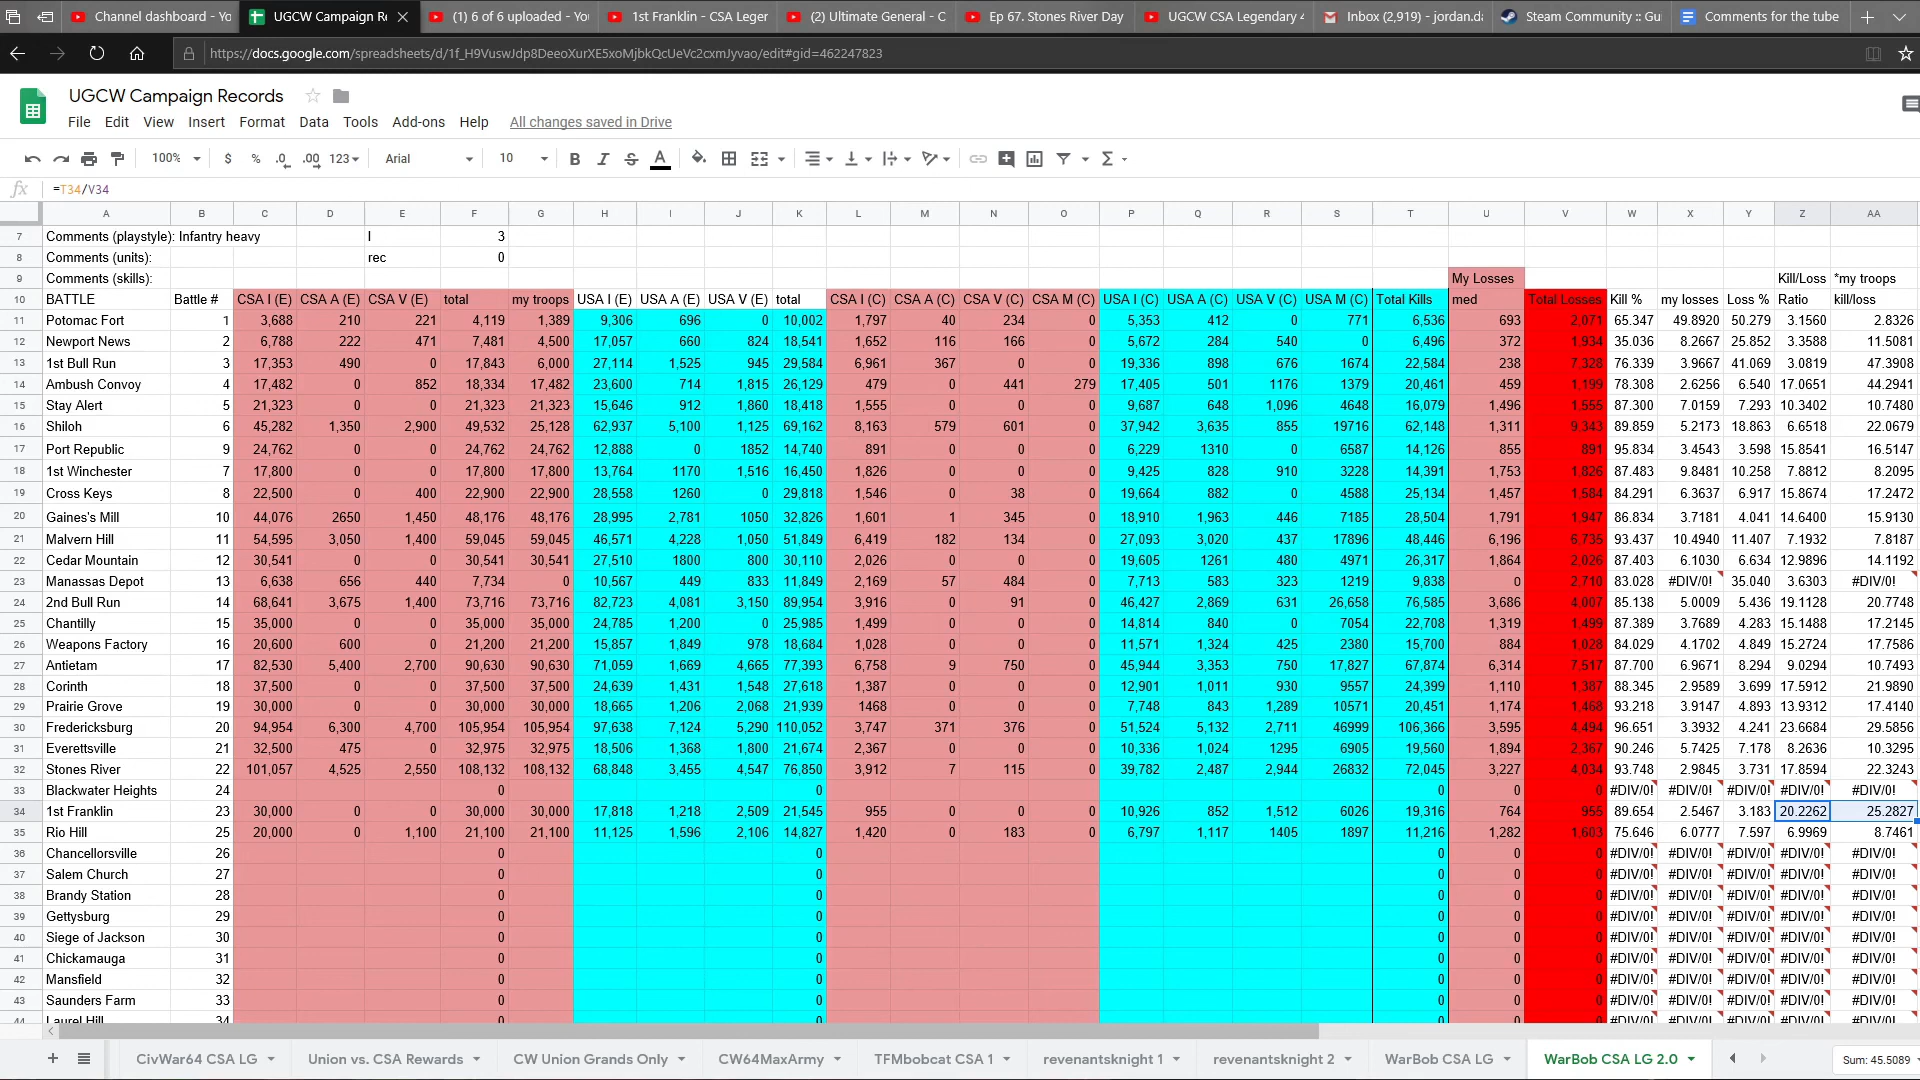 Channel dashboard - Yo
UGCW Campaign Re
(1) 6 of 6 uploaded - You
1st Franklin - CSA Legen
(2) Ultimate General - C
Ep 67. Stones River Day
UGCW CSA Legendary 4
Inbox (2,919) - jordan.da
Steam Community :: Gu
Comments for the tube
https://docs.google.com/spreadsheets/d/1f_H9VuswJdp8DeeoXurXE5xoMjbkQcUeVc2cxmJyvao/edit#gid=462247823
UGCW Campaign Records
File Edit View Insert Format Data Tools Add-ons Help All changes saved in Drive
100% $ % .0 .00 123 Arial 10 B I S A Σ
fx =T34/V34
A B C D E F G H I J K L M N O P Q R S T U V W X Y Z AA
7 Comments (playstyle): Infantry heavy I 3
8 Comments (units): rec 0
9 Comments (skills): My Losses Kill/Loss *my troops
10 BATTLE Battle # CSA I (E) CSA A (E) CSA V (E) total my troops USA I (E) USA A (E) USA V (E) total CSA I (C) CSA A (C) CSA V (C) CSA M (C) USA I (C) USA A (C) USA V (C) USA M (C) Total Kills med Total Losses Kill % my losses Loss % Ratio kill/loss
11 Potomac Fort 1 3,688 210 221 4,119 1,389 9,306 696 0 10,002 1,797 40 234 0 5,353 412 0 771 6,536 693 2,071 65.347 49.8920 50.279 3.1560 2.8326
12 Newport News 2 6,788 222 471 7,481 4,500 17,057 660 824 18,541 1,652 116 166 0 5,672 284 540 0 6,496 372 1,934 35.036 8.2667 25.852 3.3588 11.5081
13 1st Bull Run 3 17,353 490 0 17,843 6,000 27,114 1,525 945 29,584 6,961 367 0 0 19,336 898 676 1674 22,584 238 7,328 76.339 3.9667 41.069 3.0819 47.3908
14 Ambush Convoy 4 17,482 0 852 18,334 17,482 23,600 714 1,815 26,129 479 0 441 279 17,405 501 1176 1379 20,461 459 1,199 78.308 2.6256 6.540 17.0651 44.2941
15 Stay Alert 5 21,323 0 0 21,323 21,323 15,646 912 1,860 18,418 1,555 0 0 0 9,687 648 1,096 4648 16,079 1,496 1,555 87.300 7.0159 7.293 10.3402 10.7480
16 Shiloh 6 45,282 1,350 2,900 49,532 25,128 62,937 5,100 1,125 69,162 8,163 579 601 0 37,942 3,635 855 19716 62,148 1,311 9,343 89.859 5.2173 18.863 6.6518 22.0679
17 Port Republic 9 24,762 0 0 24,762 24,762 12,888 0 1852 14,740 891 0 0 0 6,229 1310 0 6587 14,126 855 891 95.834 3.4543 3.598 15.8541 16.5147
18 1st Winchester 7 17,800 0 0 17,800 17,800 13,764 1170 1,516 16,450 1,826 0 0 0 9,425 828 910 3228 14,391 1,753 1,826 87.483 9.8481 10.258 7.8812 8.2095
19 Cross Keys 8 22,500 0 400 22,900 22,900 28,558 1260 0 29,818 1,546 0 38 0 19,664 882 0 4588 25,134 1,457 1,584 84.291 6.3637 6.917 15.8674 17.2472
20 Gaines's Mill 10 44,076 2650 1,450 48,176 48,176 28,995 2,781 1050 32,826 1,601 1 345 0 18,910 1,963 446 7185 28,504 1,791 1,947 86.834 3.7181 4.041 14.6400 15.9130
21 Malvern Hill 11 54,595 3,050 1,400 59,045 59,045 46,571 4,228 1,050 51,849 6,419 182 134 0 27,093 3,020 437 17896 48,446 6,196 6,735 93.437 10.4940 11.407 7.1932 7.8187
22 Cedar Mountain 12 30,541 0 0 30,541 30,541 27,510 1800 800 30,110 2,026 0 0 0 19,605 1261 480 4971 26,317 1,864 2,026 87.403 6.1030 6.634 12.9896 14.1192
23 Manassas Depot 13 6,638 656 440 7,734 0 10,567 449 833 11,849 2,169 57 484 0 7,713 583 323 1219 9,838 0 2,710 83.028 #DIV/0! 35.040 3.6303 #DIV/0!
24 2nd Bull Run 14 68,641 3,675 1,400 73,716 73,716 82,723 4,081 3,150 89,954 3,916 0 91 0 46,427 2,869 631 26,658 76,585 3,686 4,007 85.138 5.0009 5.436 19.1128 20.7748
25 Chantilly 15 35,000 0 0 35,000 35,000 24,785 1,200 0 25,985 1,499 0 0 0 14,814 840 0 7054 22,708 1,319 1,499 87.389 3.7689 4.283 15.1488 17.2145
26 Weapons Factory 16 20,600 600 0 21,200 21,200 15,857 1,849 978 18,684 1,028 0 0 0 11,571 1,324 425 2380 15,700 884 1,028 84.029 4.1702 4.849 15.2724 17.7586
27 Antietam 17 82,530 5,400 2,700 90,630 90,630 71,059 1,669 4,665 77,393 6,758 9 750 0 45,944 3,353 750 17,827 67,874 6,314 7,517 87.700 6.9671 8.294 9.0294 10.7493
28 Corinth 18 37,500 0 0 37,500 37,500 24,639 1,431 1,548 27,618 1,387 0 0 0 12,901 1,011 930 9557 24,399 1,110 1,387 88.345 2.9589 3.699 17.5912 21.9890
29 Prairie Grove 19 30,000 0 0 30,000 30,000 18,665 1,206 2,068 21,939 1468 0 0 0 7,748 843 1,289 10571 20,451 1,174 1,468 93.218 3.9147 4.893 13.9312 17.4140
30 Fredericksburg 20 94,954 6,300 4,700 105,954 105,954 97,638 7,124 5,290 110,052 3,747 371 376 0 51,524 5,132 2,711 46999 106,366 3,595 4,494 96.651 3.3932 4.241 23.6684 29.5856
31 Everettsville 21 32,500 475 0 32,975 32,975 18,506 1,368 1,800 21,674 2,367 0 0 0 10,336 1,024 1295 6905 19,560 1,894 2,367 90.246 5.7425 7.178 8.2636 10.3295
32 Stones River 22 101,057 4,525 2,550 108,132 108,132 68,848 3,455 4,547 76,850 3,912 7 115 0 39,782 2,487 2,944 26832 72,045 3,227 4,034 93.748 2.9845 3.731 17.8594 22.3243
33 Blackwater Heights 24 0 0 0 0 0 #DIV/0! #DIV/0! #DIV/0! #DIV/0! #DIV/0!
34 1st Franklin 23 30,000 0 0 30,000 30,000 17,818 1,218 2,509 21,545 955 0 0 0 10,926 852 1,512 6026 19,316 764 955 89.654 2.5467 3.183 20.2262 25.2827
35 Rio Hill 25 20,000 0 1,100 21,100 21,100 11,125 1,596 2,106 14,827 1,420 0 183 0 6,797 1,117 1405 1897 11,216 1,282 1,603 75.646 6.0777 7.597 6.9969 8.7461
36 Chancellorsville 26 0 0 0 0 0 #DIV/0! #DIV/0! #DIV/0! #DIV/0! #DIV/0!
37 Salem Church 27 0 0 0 0 0 #DIV/0! #DIV/0! #DIV/0! #DIV/0! #DIV/0!
38 Brandy Station 28 0 0 0 0 0 #DIV/0! #DIV/0! #DIV/0! #DIV/0! #DIV/0!
39 Gettysburg 29 0 0 0 0 0 #DIV/0! #DIV/0! #DIV/0! #DIV/0! #DIV/0!
40 Siege of Jackson 30 0 0 0 0 0 #DIV/0! #DIV/0! #DIV/0! #DIV/0! #DIV/0!
41 Chickamauga 31 0 0 0 0 0 #DIV/0! #DIV/0! #DIV/0! #DIV/0! #DIV/0!
42 Mansfield 32 0 0 0 0 0 #DIV/0! #DIV/0! #DIV/0! #DIV/0! #DIV/0!
43 Saunders Farm 33 0 0 0 0 0 #DIV/0! #DIV/0! #DIV/0! #DIV/0! #DIV/0!
44 Laurel Hill 34 0 0 0 0 0 #DIV/0! #DIV/0! #DIV/0! #DIV/0! #DIV/0!
CivWar64 CSA LG Union vs. CSA Rewards CW Union Grands Only CW64MaxArmy TFMbobcat CSA 1 revenantsknight 1 revenantsknight 2 WarBob CSA LG WarBob CSA LG 2.0 Sum: 45.5089